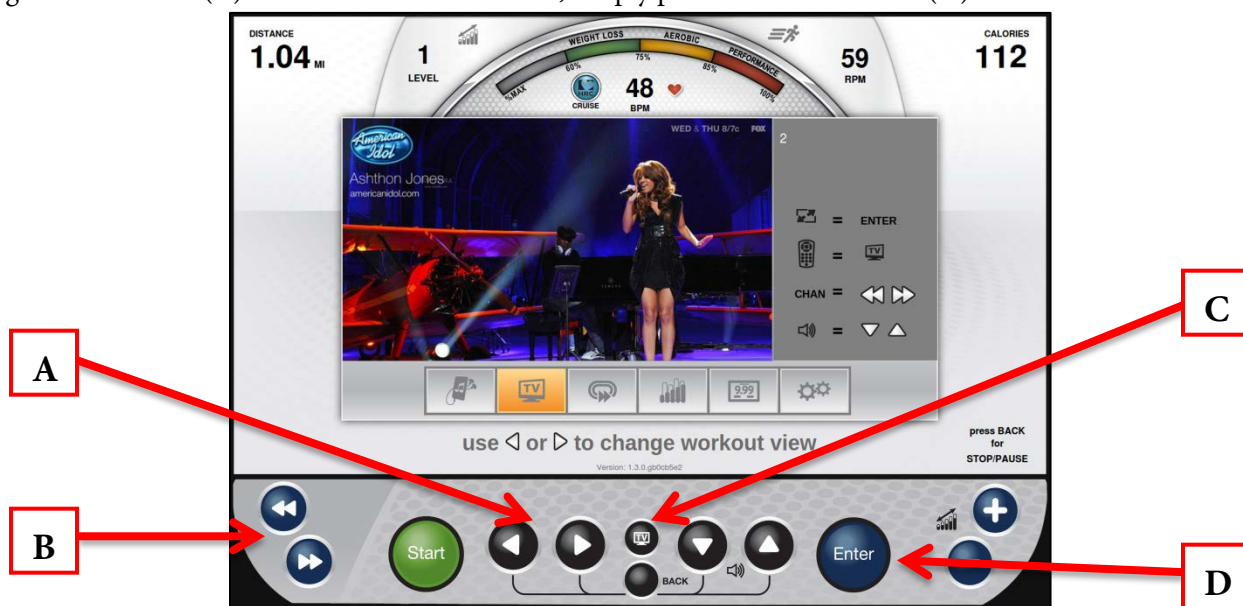 DISTANCE
1.04 MI
1
LEVEL
%MAX
60%
WEIGHT LOSS
75%
AEROBIC
85%
PERFORMANCE
100%
HRC
CRUISE
48
BPM
59
RPM
CALORIES
112
American Idol
Ashthon Jones
americanidol.com
WED & THU 8/7c FOX
2
= ENTER
= TV
CHAN =
=
TV
9.99
use ◁ or ▷ to change workout view
Version: 1.3.0.gb0cb5e2
press BACK
for
STOP/PAUSE
A
B
C
D
Start
TV
BACK
Enter